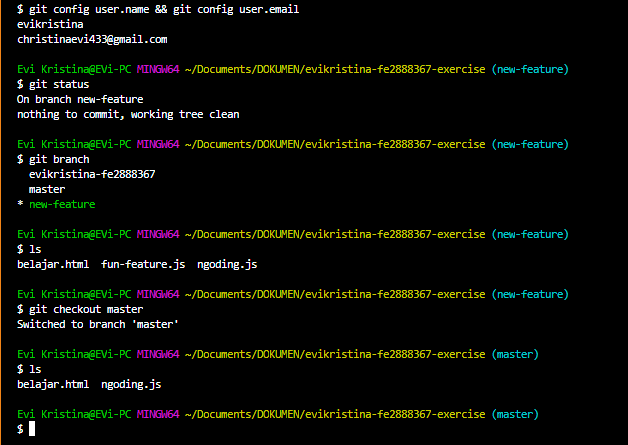 $ git config user.name && git config user.email
evikristina
christinaevi433@gmail.com
Evi Kristina@EVi-PC MINGW64 ~/Documents/DOKUMEN/evikristina-fe2888367-exercise (new-feature)
$ git status
On branch new-feature
nothing to commit, working tree clean
Evi Kristina@EVi-PC MINGW64 ~/Documents/DOKUMEN/evikristina-fe2888367-exercise (new-feature)
$ git branch
  evikristina-fe2888367
  master
* new-feature
Evi Kristina@EVi-PC MINGW64 ~/Documents/DOKUMEN/evikristina-fe2888367-exercise (new-feature)
$ ls
belajar.html  fun-feature.js  ngoding.js
Evi Kristina@EVi-PC MINGW64 ~/Documents/DOKUMEN/evikristina-fe2888367-exercise (new-feature)
$ git checkout master
Switched to branch 'master'
Evi Kristina@EVi-PC MINGW64 ~/Documents/DOKUMEN/evikristina-fe2888367-exercise (master)
$ ls
belajar.html  ngoding.js
Evi Kristina@EVi-PC MINGW64 ~/Documents/DOKUMEN/evikristina-fe2888367-exercise (master)
$